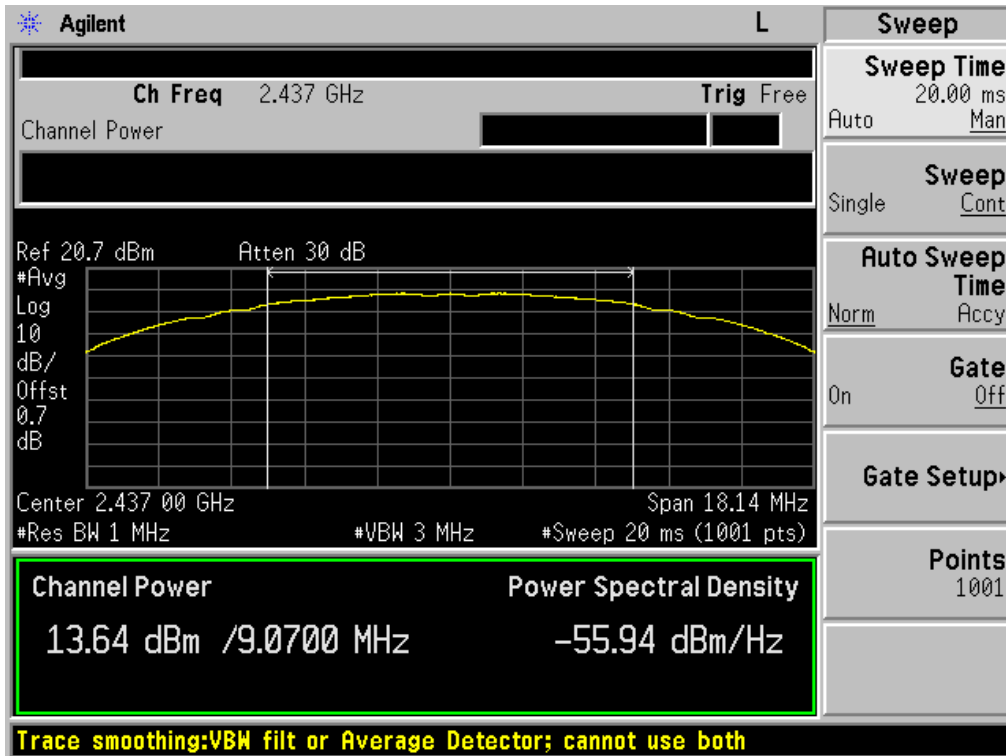 Agilent L
Ch Freq 2.437 GHz Trig Free
Channel Power
Ref 20.7 dBm Atten 30 dB
#Avg
Log
10
dB/
Offst
0.7
dB
Center 2.437 00 GHz Span 18.14 MHz
#Res BW 1 MHz #VBW 3 MHz #Sweep 20 ms (1001 pts)
Channel Power Power Spectral Density
13.64 dBm /9.0700 MHz -55.94 dBm/Hz
Trace smoothing:VBW filt or Average Detector; cannot use both
Sweep
Sweep Time
20.00 ms
Auto Man
Sweep
Single Cont
Auto Sweep
Time
Norm Accy
Gate
On Off
Gate Setup
Points
1001